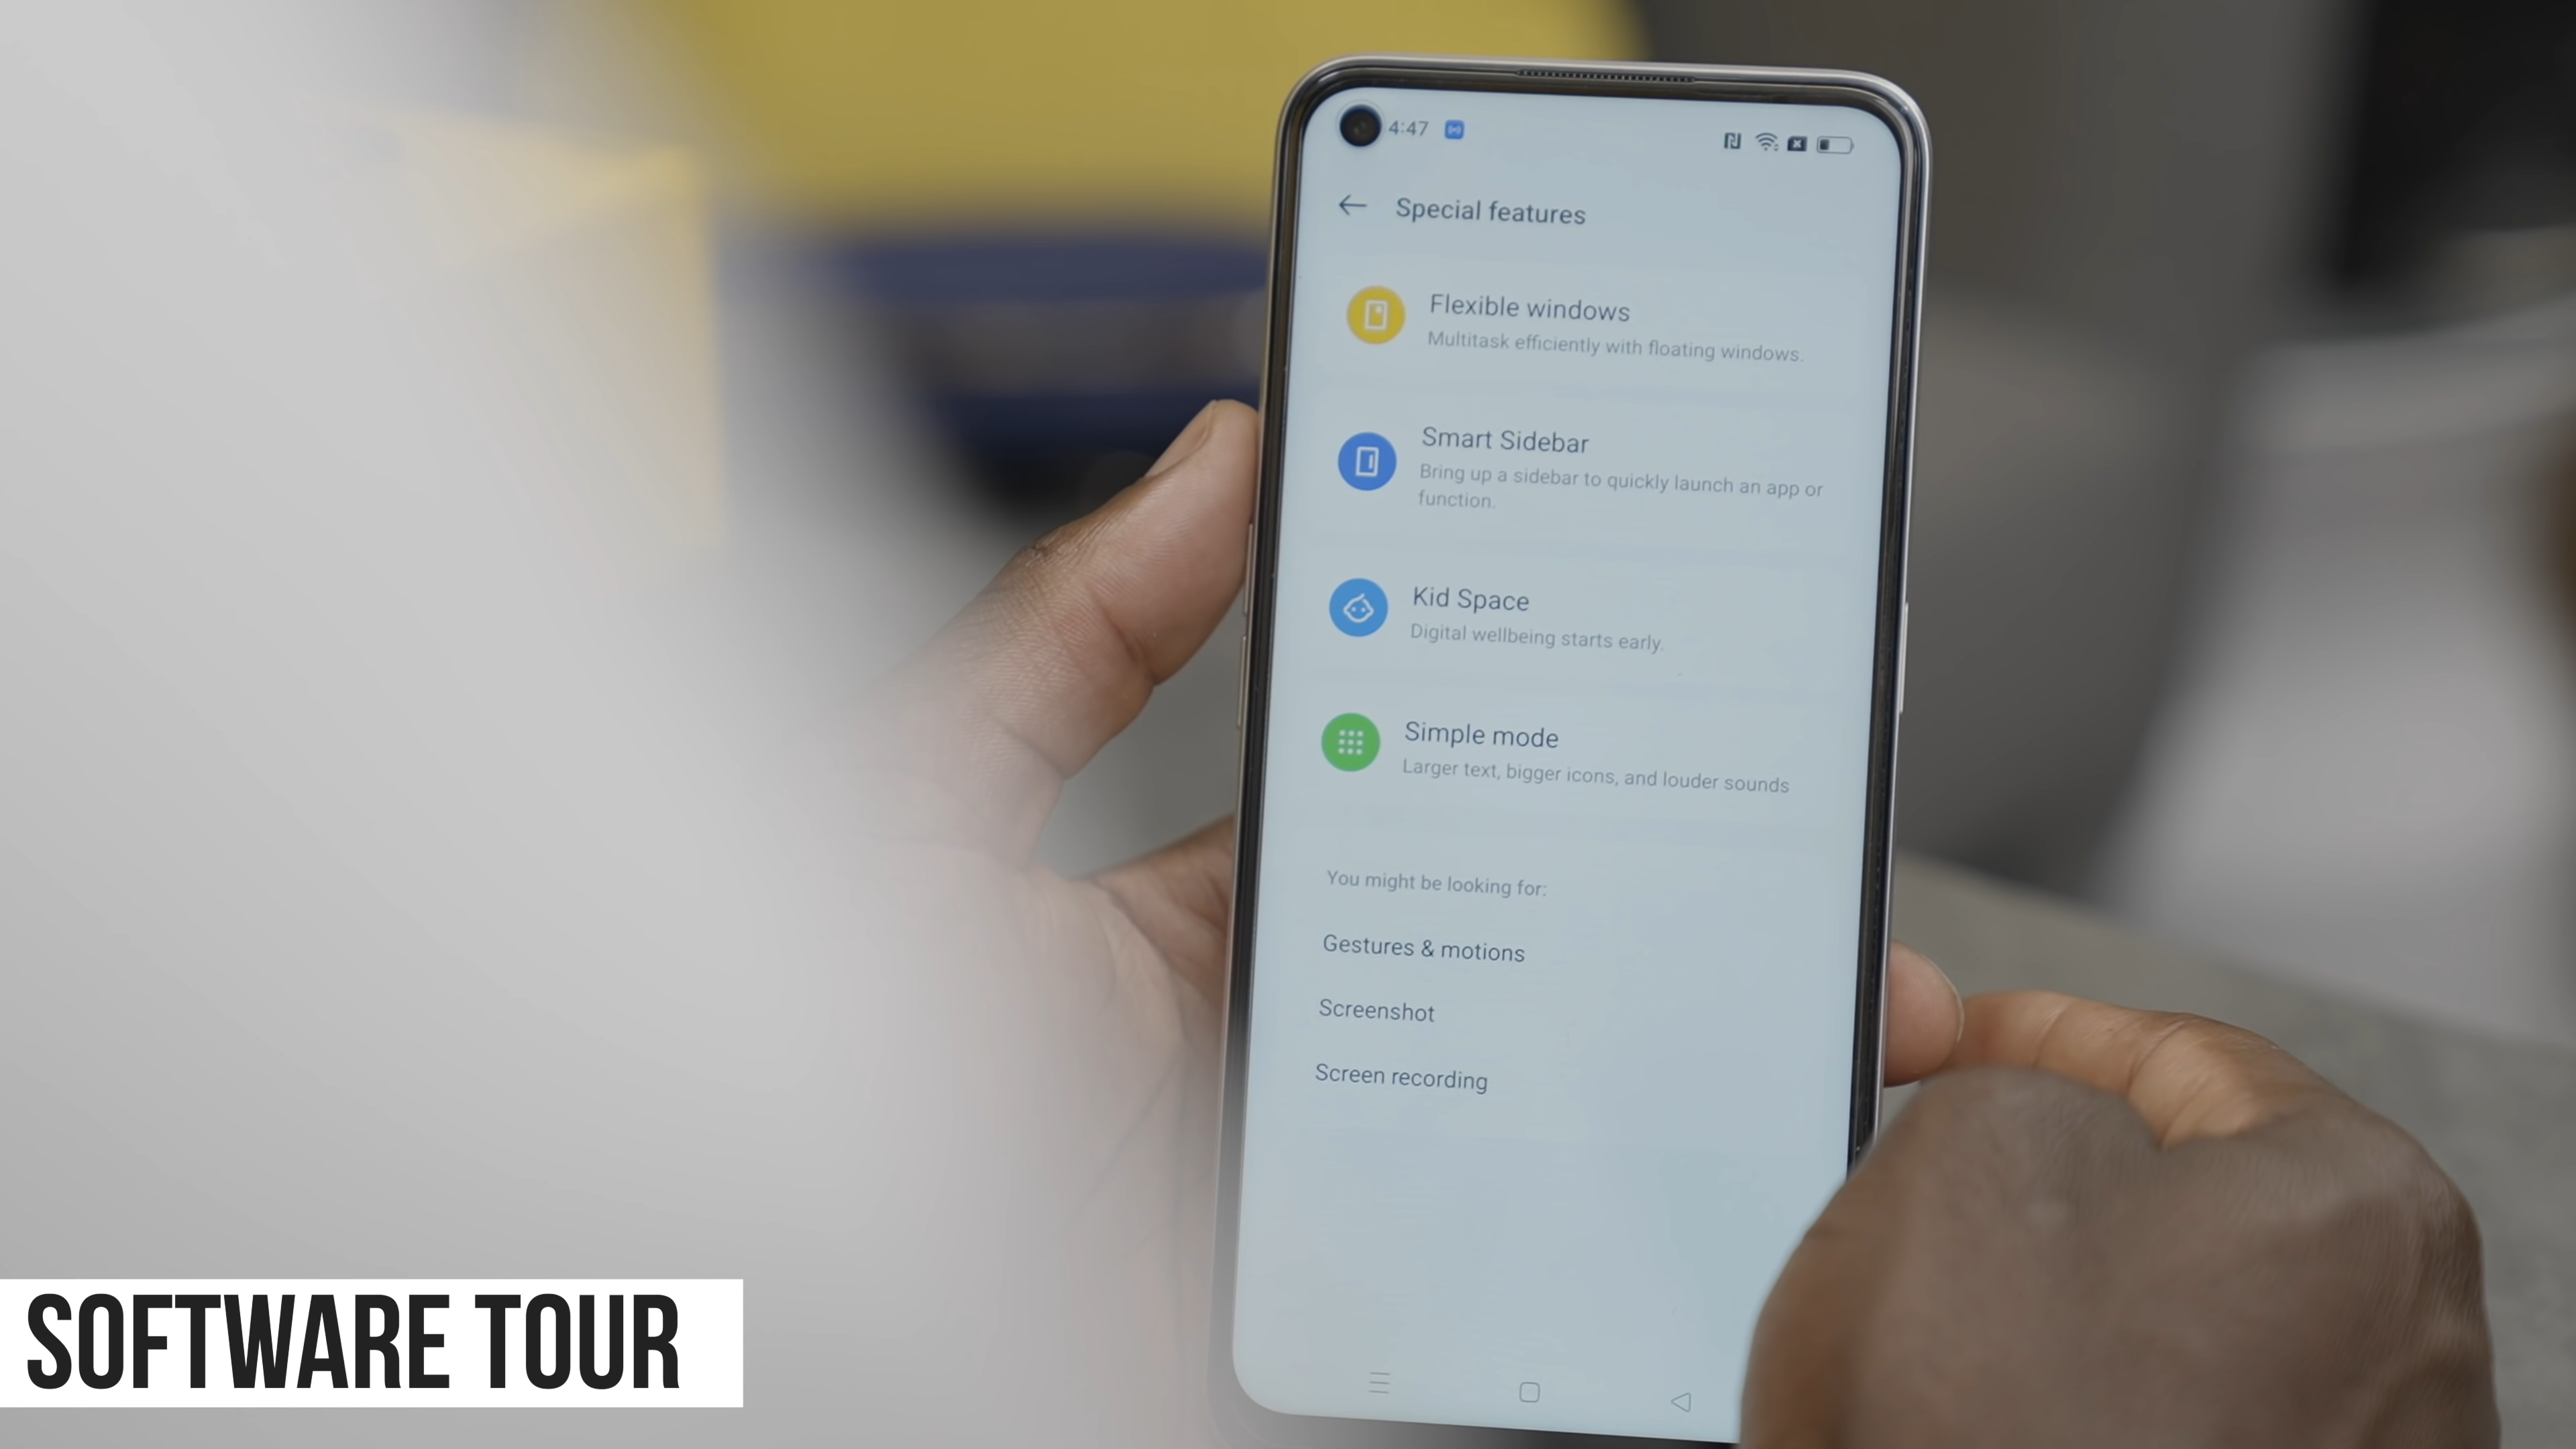 4:47
Special features
Flexible windows
Multitask efficiently with floating windows.
Smart Sidebar
Bring up a sidebar to quickly launch an app or
function.
Kid Space
Digital wellbeing starts early.
Simple mode
Larger text, bigger icons, and louder sounds
You might be looking for:
Gestures & motions
Screenshot
Screen recording
SOFTWARE TOUR